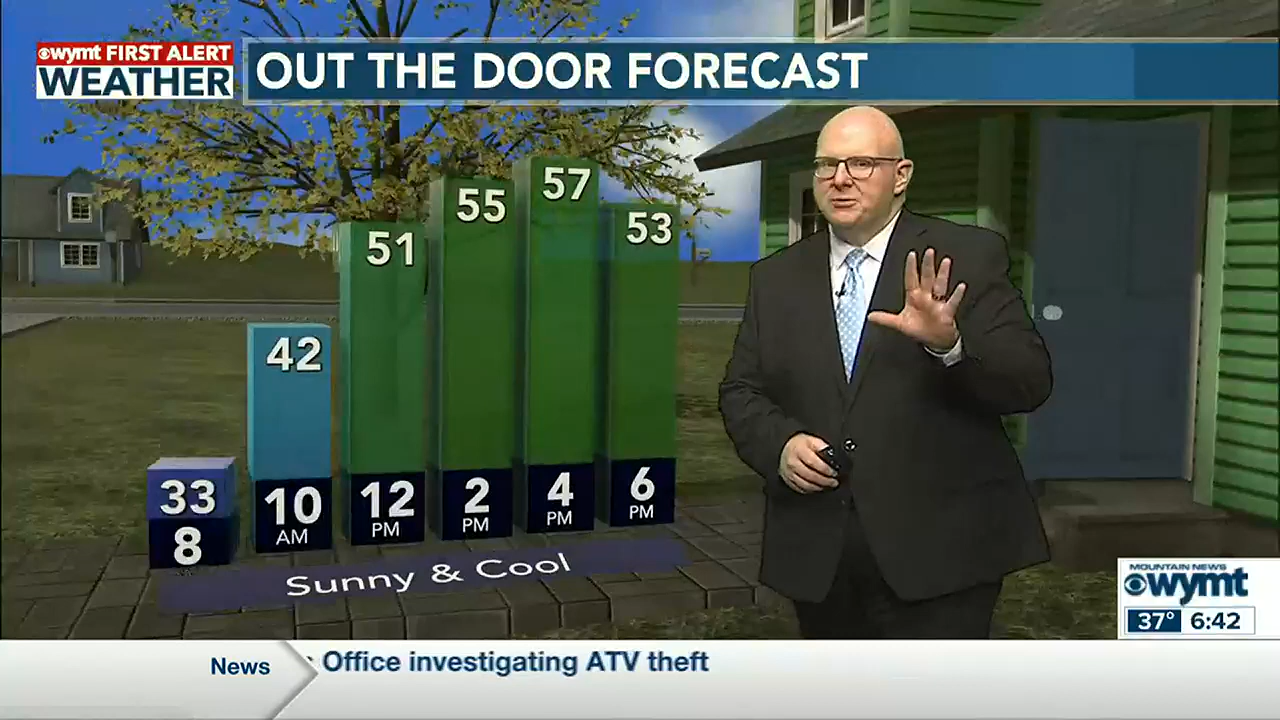 wymt FIRST ALERT
WEATHER
OUT THE DOOR FORECAST
33
42
51
55
57
53
8
10
AM
12
PM
2
PM
4
PM
6
PM
Sunny & Cool
MOUNTAIN NEWS
wymt
37° 6:42
News
Office investigating ATV theft